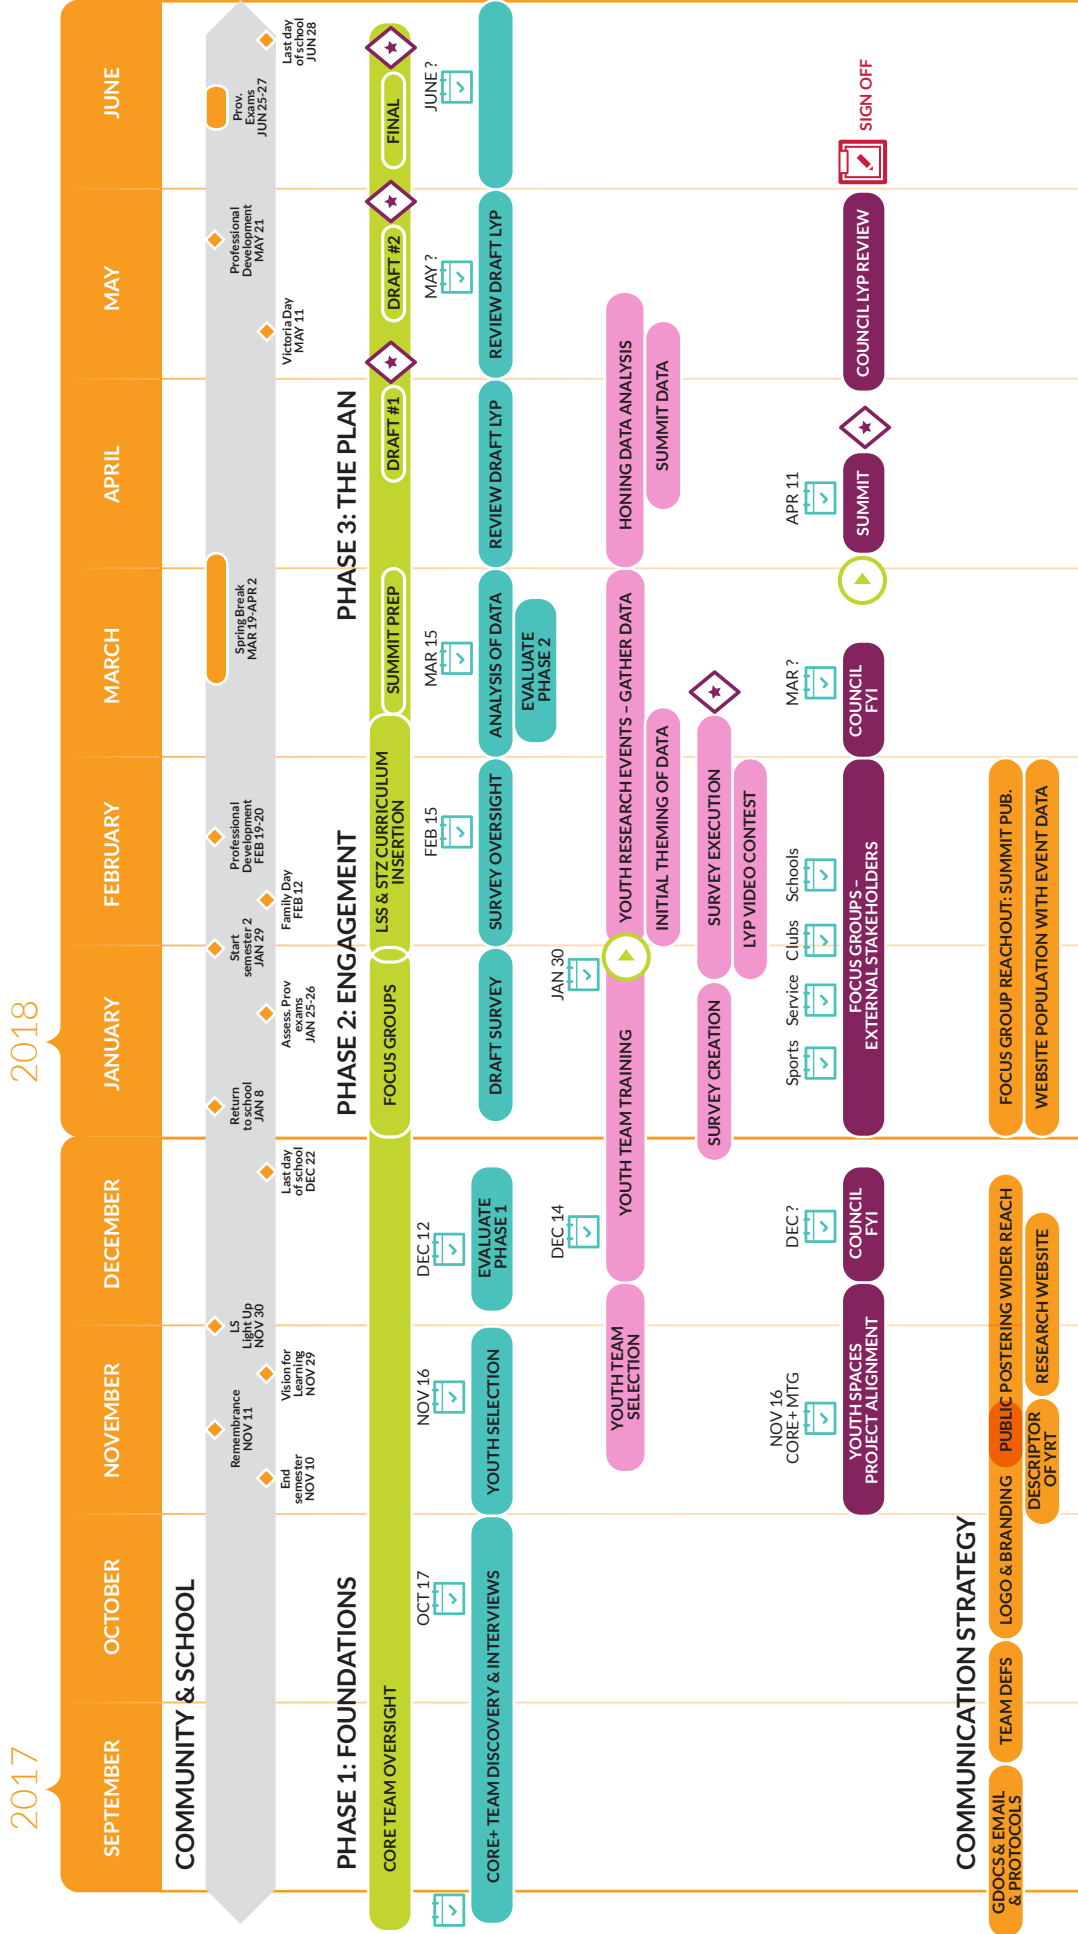 2017
2018
SEPTEMBER
OCTOBER
NOVEMBER
DECEMBER
JANUARY
FEBRUARY
MARCH
APRIL
MAY
JUNE
COMMUNITY & SCHOOL
End
semester
NOV 10
Remembrance
NOV 11
Vision for
Learning
NOV 29
LS
Light Up
NOV 30
Last day
of school
DEC 22
Return
to school
JAN 8
Assess. Prov
exams
JAN 25-26
Start
semester 2
JAN 29
Family Day
FEB 12
Professional
Development
FEB 19-20
Spring Break
MAR 19-APR 2
Victoria Day
MAY 11
Professional
Development
MAY 21
Prov.
Exams
JUN 25-27
Last day
of school
JUN 28
PHASE 1: FOUNDATIONS
PHASE 2: ENGAGEMENT
PHASE 3: THE PLAN
CORE TEAM OVERSIGHT
FOCUS GROUPS
LSS & STZ CURRICULUM
INSERTION
SUMMIT PREP
DRAFT #1
DRAFT #2
FINAL
OCT 17
NOV 16
DEC 12
FEB 15
MAR 15
MAY ?
JUNE ?
CORE+ TEAM DISCOVERY & INTERVIEWS
YOUTH SELECTION
EVALUATE
PHASE 1
DRAFT SURVEY
SURVEY OVERSIGHT
ANALYSIS OF DATA
REVIEW DRAFT LYP
REVIEW DRAFT LYP
EVALUATE
PHASE 2
DEC 14
JAN 30
YOUTH TEAM
SELECTION
YOUTH TEAM TRAINING
YOUTH RESEARCH EVENTS – GATHER DATA
HONING DATA ANALYSIS
INITIAL THEMING OF DATA
SUMMIT DATA
SURVEY CREATION
SURVEY EXECUTION
LYP VIDEO CONTEST
NOV 16
CORE+ MTG
DEC ?
Sports
Service
Clubs
Schools
MAR ?
APR 11
YOUTH SPACES
PROJECT ALIGNMENT
COUNCIL
FYI
FOCUS GROUPS –
EXTERNAL STAKEHOLDERS
COUNCIL
FYI
SUMMIT
COUNCIL LYP REVIEW
SIGN OFF
COMMUNICATION STRATEGY
GDOCS & EMAIL
& PROTOCOLS
TEAM DEFS
LOGO & BRANDING
PUBLIC POSTERING WIDER REACH
FOCUS GROUP REACHOUT: SUMMIT PUB.
DESCRIPTOR
OF YRT
RESEARCH WEBSITE
WEBSITE POPULATION WITH EVENT DATA